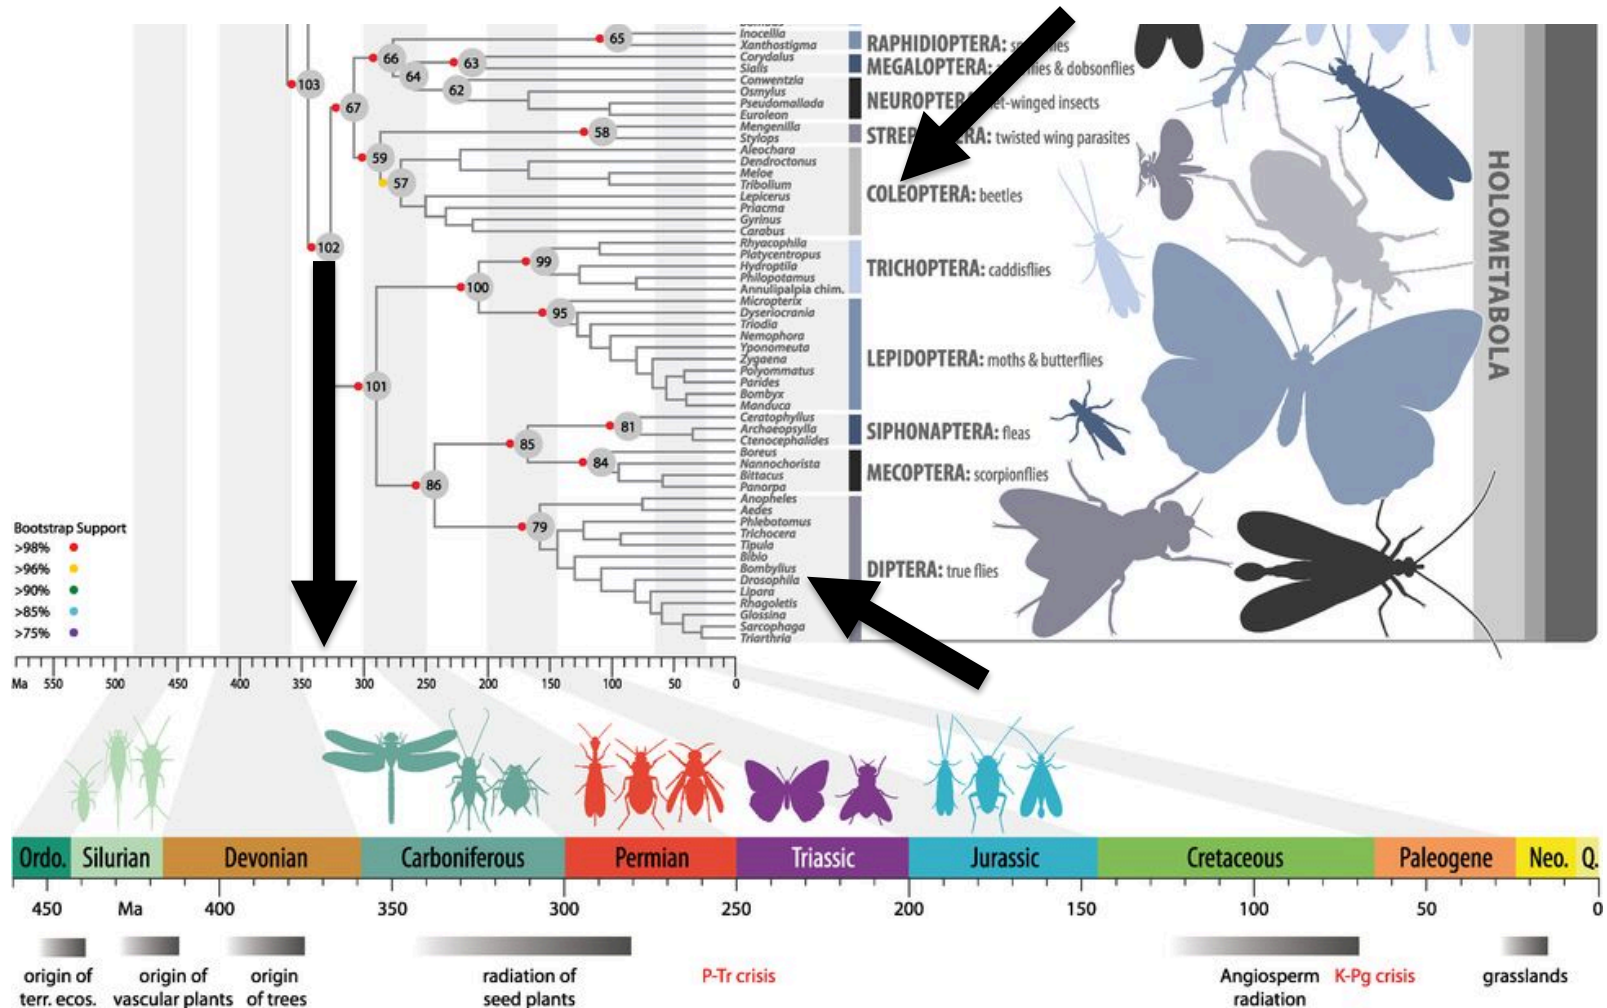 Inocellia
Xanthostigma
Corydalus
Sialis
Conwentzia
Osmylus
Pseudomallada
Euroleon
Mengenilla
Stylops
Aleochara
Dendroctonus
Meloe
Tribolium
Lepicerus
Priacma
Gyrinus
Carabus
Rhyacophila
Platycentropus
Hydroptila
Philopotamus
Annulipalpia chim.
Micropterix
Dyseriocrania
Triodia
Nemophora
Yponomeuta
Zygaena
Polyommatus
Parides
Bombyx
Manduca
Ceratophyllus
Archaeopsylla
Ctenocephalides
Boreus
Nannochorista
Bittacus
Panorpa
Anopheles
Aedes
Phlebotomus
Trichocera
Tipula
Bibio
Bombylius
Drosophila
Lipara
Rhagoletis
Glossina
Sarcophaga
Triarthria
65
66
63
64
62
103
67
58
59
57
102
99
100
95
101
81
85
84
86
79
RAPHIDIOPTERA:
MEGALOPTERA: & dobsonflies
NEUROPTERA: net-winged insects
twisted wing parasites
COLEOPTERA: beetles
TRICHOPTERA: caddisflies
LEPIDOPTERA: moths & butterflies
SIPHONAPTERA: fleas
MECOPTERA: scorpionflies
DIPTERA: true flies
HOLOMETABOLA
Bootstrap Support
>98%
>96%
>90%
>85%
>75%
Ma 550 500 450 400 350 300 250 200 150 100 50 0
Ordo. Silurian Devonian Carboniferous Permian Triassic Jurassic Cretaceous Paleogene Neo. Q.
450 Ma 400 350 300 250 200 150 100 50 0
origin of
terr. ecos.
origin of
vascular plants
origin
of trees
radiation of
seed plants
P-Tr crisis
Angiosperm
radiation
K-Pg crisis
grasslands